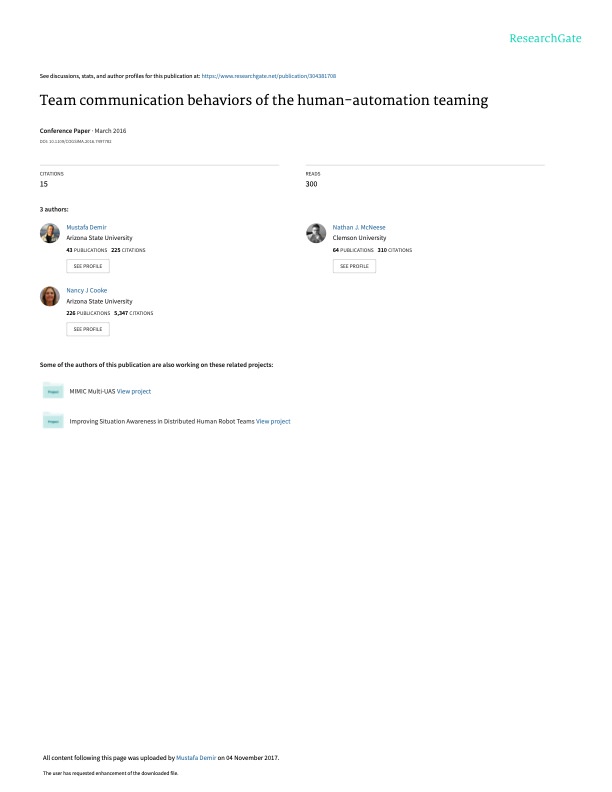 ResearchGate
See discussions, stats, and author profiles for this publication at: https://www.researchgate.net/publication/304381708
Team communication behaviors of the human-automation teaming
Conference Paper · March 2016
DOI: 10.1109/COGSIMA.2016.7497782
CITATIONS
15
READS
300
3 authors:
Mustafa Demir
Arizona State University
43 PUBLICATIONS 225 CITATIONS
SEE PROFILE
Nathan J. McNeese
Clemson University
64 PUBLICATIONS 310 CITATIONS
SEE PROFILE
Nancy J Cooke
Arizona State University
226 PUBLICATIONS 5,347 CITATIONS
SEE PROFILE
Some of the authors of this publication are also working on these related projects:
Project
MIMIC Multi-UAS View project
Project
Improving Situation Awareness in Distributed Human Robot Teams View project
All content following this page was uploaded by Mustafa Demir on 04 November 2017.
The user has requested enhancement of the downloaded file.